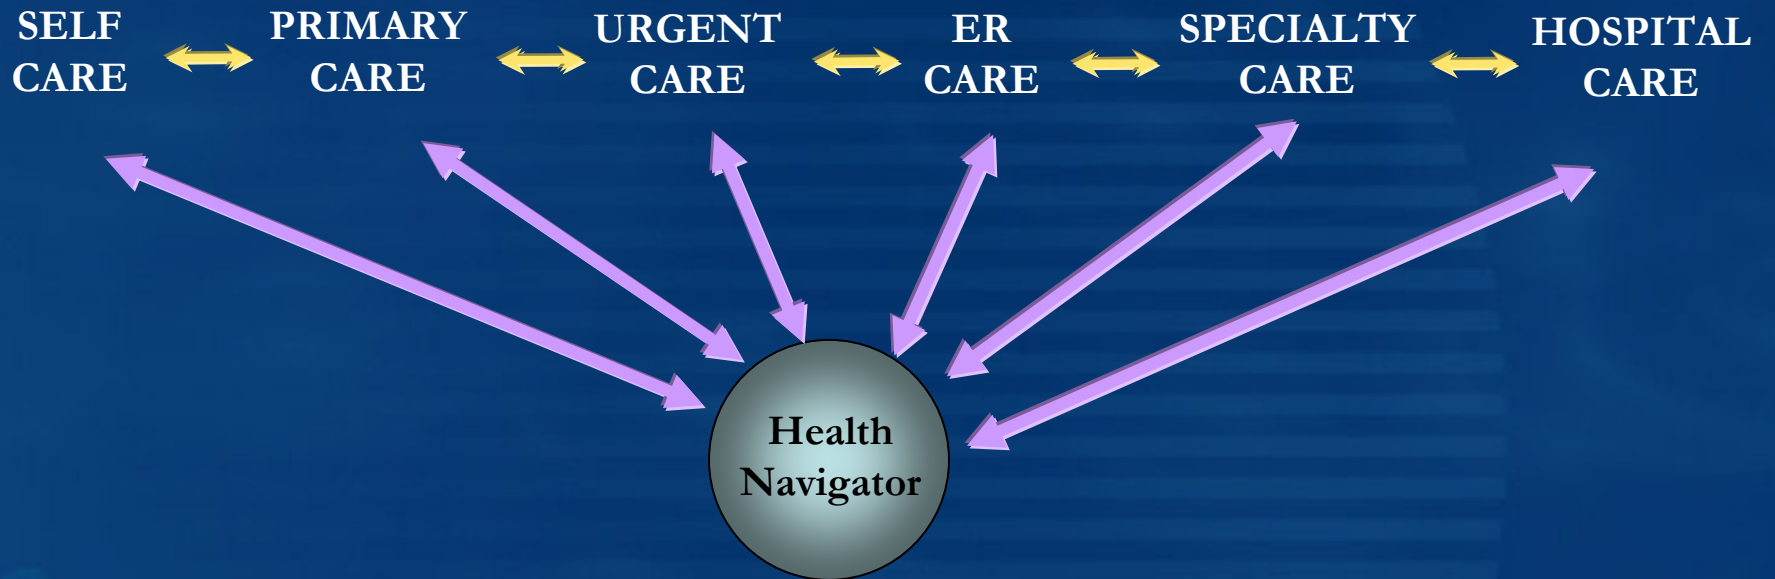 SELF
CARE
PRIMARY
CARE
URGENT
CARE
ER
CARE
SPECIALTY
CARE
HOSPITAL
CARE
Health
Navigator